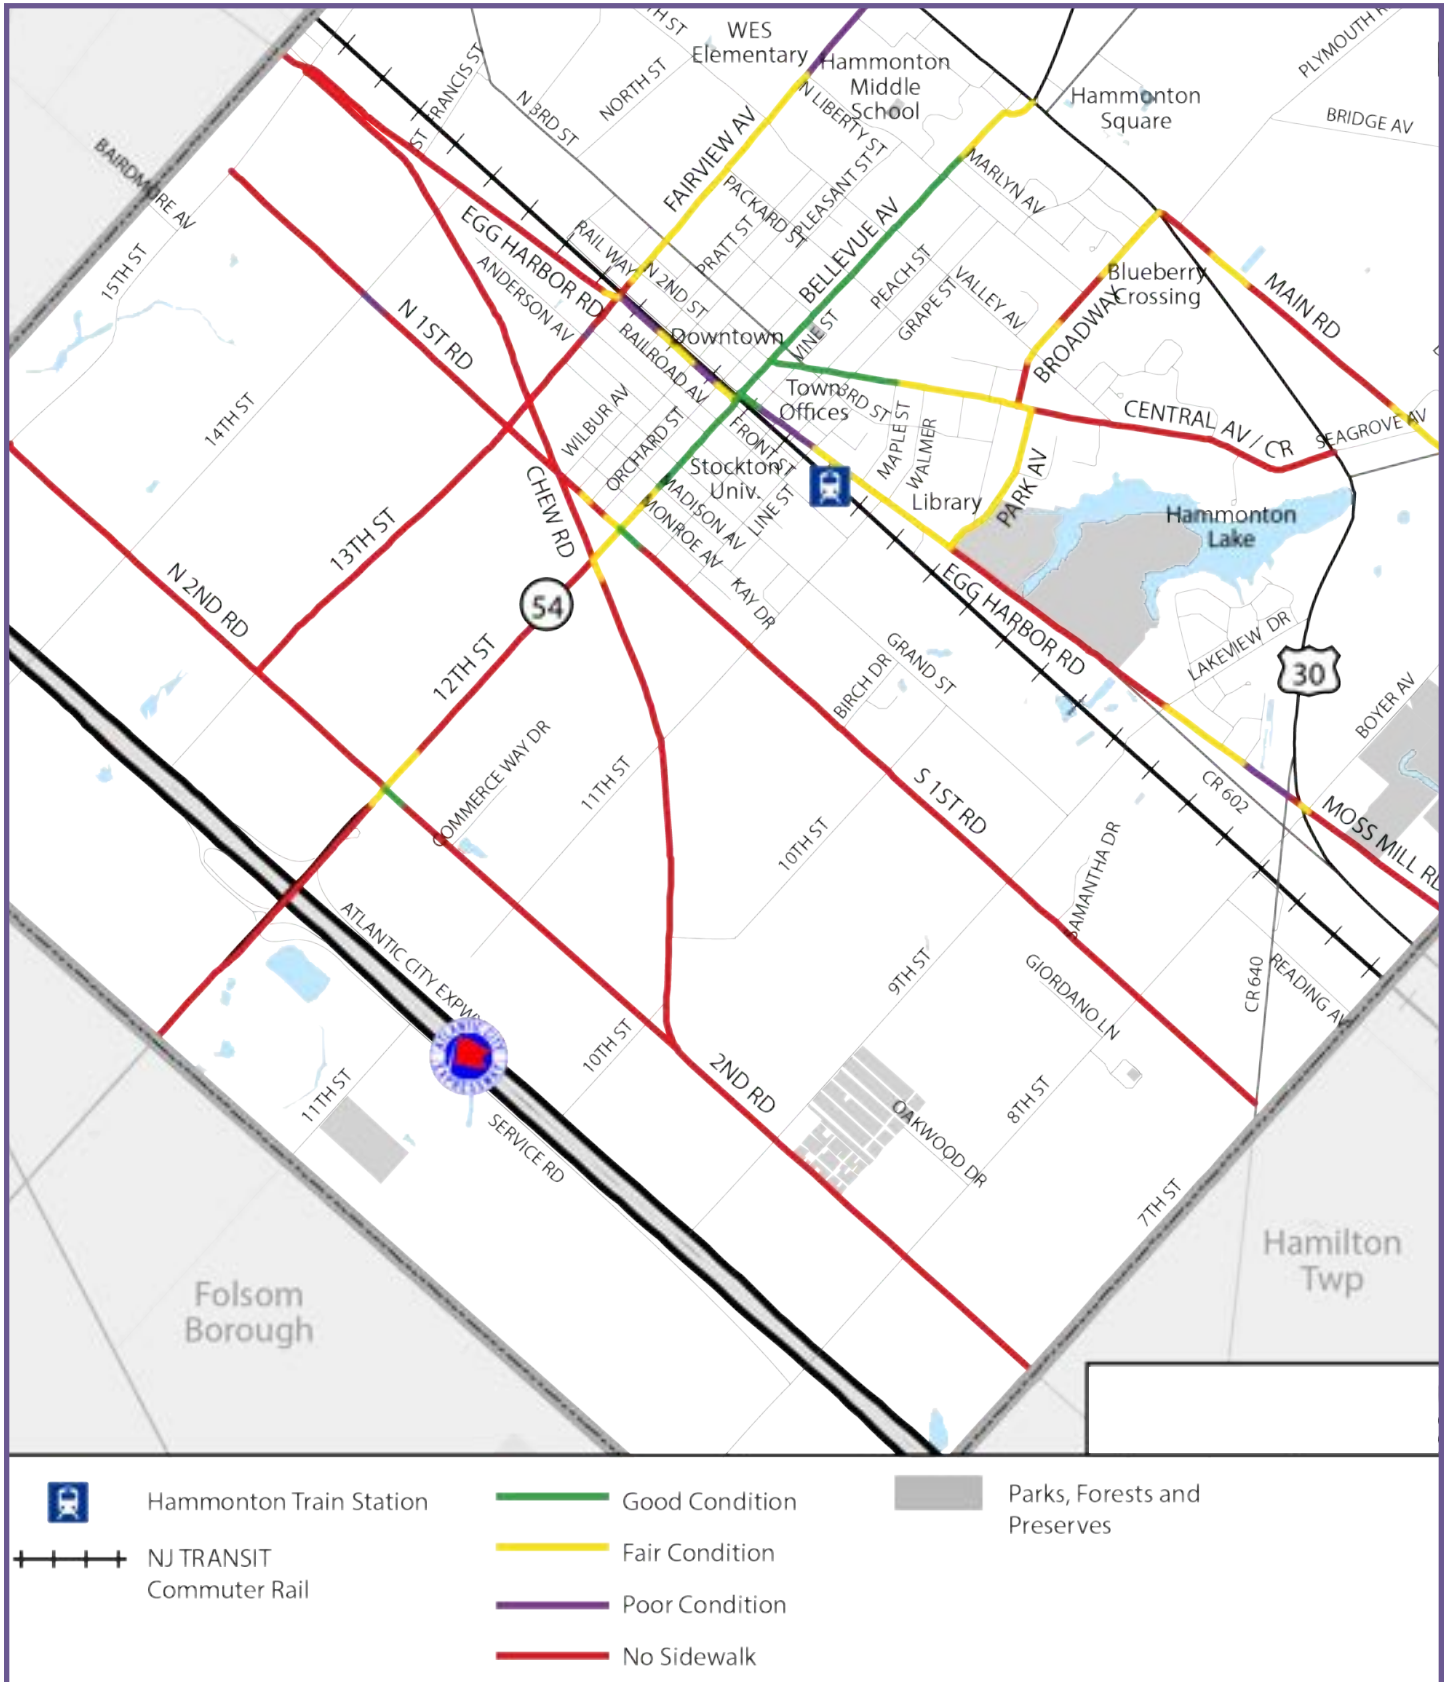 TH ST
WES
Elementary
Hammonton
Middle
School
Hammonton
Square
PLYMOUTH R
BRIDGE AV
ST FRANCIS ST
N 3RD ST
NORTH ST
FAIRVIEW AV
N LIBERTY ST
PACKARD ST
PLEASANT ST
PRATT ST
MARLYN AV
BELLEVUE AV
BAIRDMORE AV
15TH ST
EGG HARBOR RD
RAIL WAY
N 2ND ST
ANDERSON AV
PEACH ST
GRAPE ST
VALLEY AV
Blueberry
Crossing
BROADWAY
MAIN RD
N 1ST RD
RAILROAD AV
Downtown
VINE ST
Town
Offices
3RD ST
MAPLE ST
WALMER
CENTRAL AV / CR
SEAGROVE AV
14TH ST
WILBUR AV
ORCHARD ST
FRONT ST
Stockton
Univ.
LINE ST
Library
PARK AV
Hammonton
Lake
CHEW RD
MADISON AV
MONROE AV
KAY DR
13TH ST
N 2ND RD
54
12TH ST
EGG HARBOR RD
LAKEVIEW DR
30
BOYER AV
GRAND ST
BIRCH DR
COMMERCE WAY DR
11TH ST
S 1ST RD
CR 602
MOSS MILL RD
10TH ST
SAMANTHA DR
ATLANTIC CITY EXPWY
9TH ST
GIORDANO LN
CR 640
READING AV
ATLANTIC CITY
EXPRESSWAY
10TH ST
2ND RD
11TH ST
SERVICE RD
OAKWOOD DR
8TH ST
7TH ST
Folsom
Borough
Hamilton
Twp
Hammonton Train Station
NJ TRANSIT
Commuter Rail
Good Condition
Fair Condition
Poor Condition
No Sidewalk
Parks, Forests and
Preserves